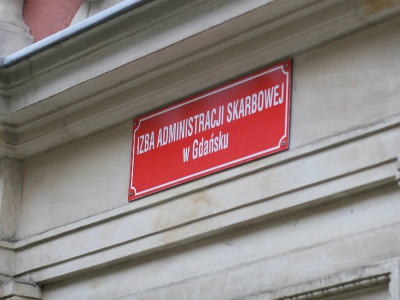 IZBA ADMINISTRACJI SKARBOWEJ
w Gdańsku